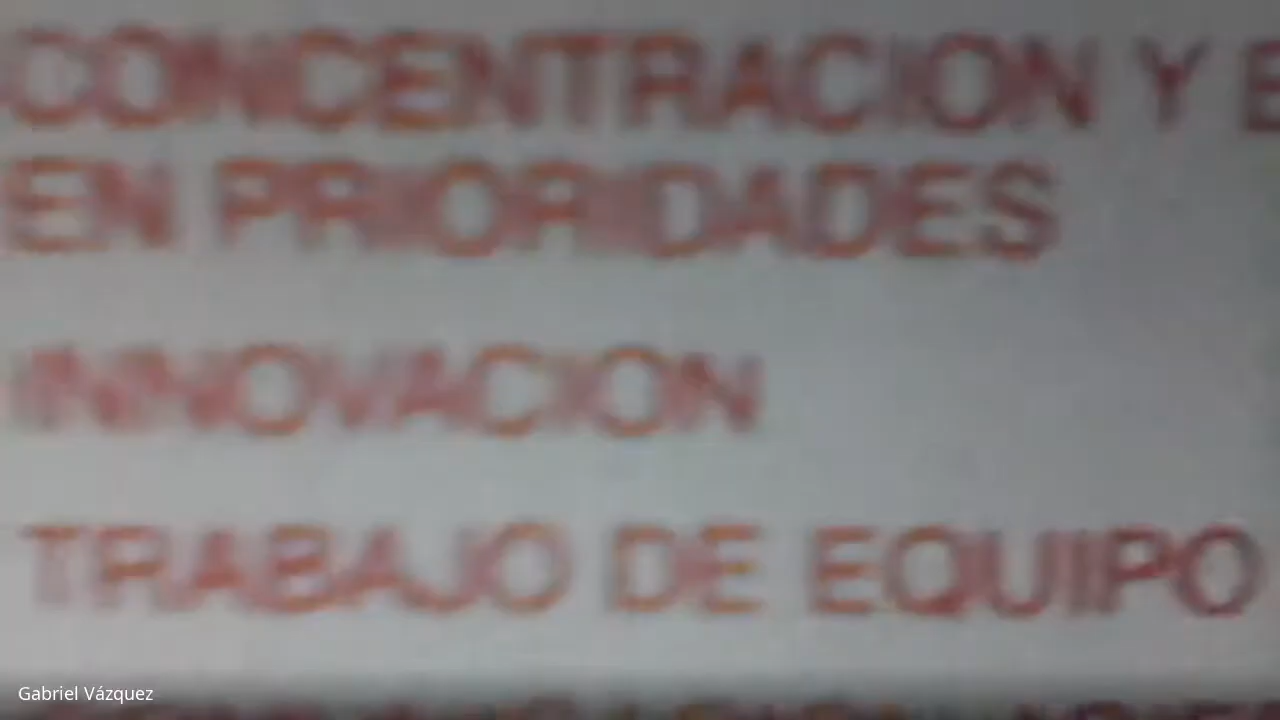 CONCENTRACION Y
EN PRIORIDADES
INNOVACION
TRABAJO DE EQUIPO
Gabriel Vázquez